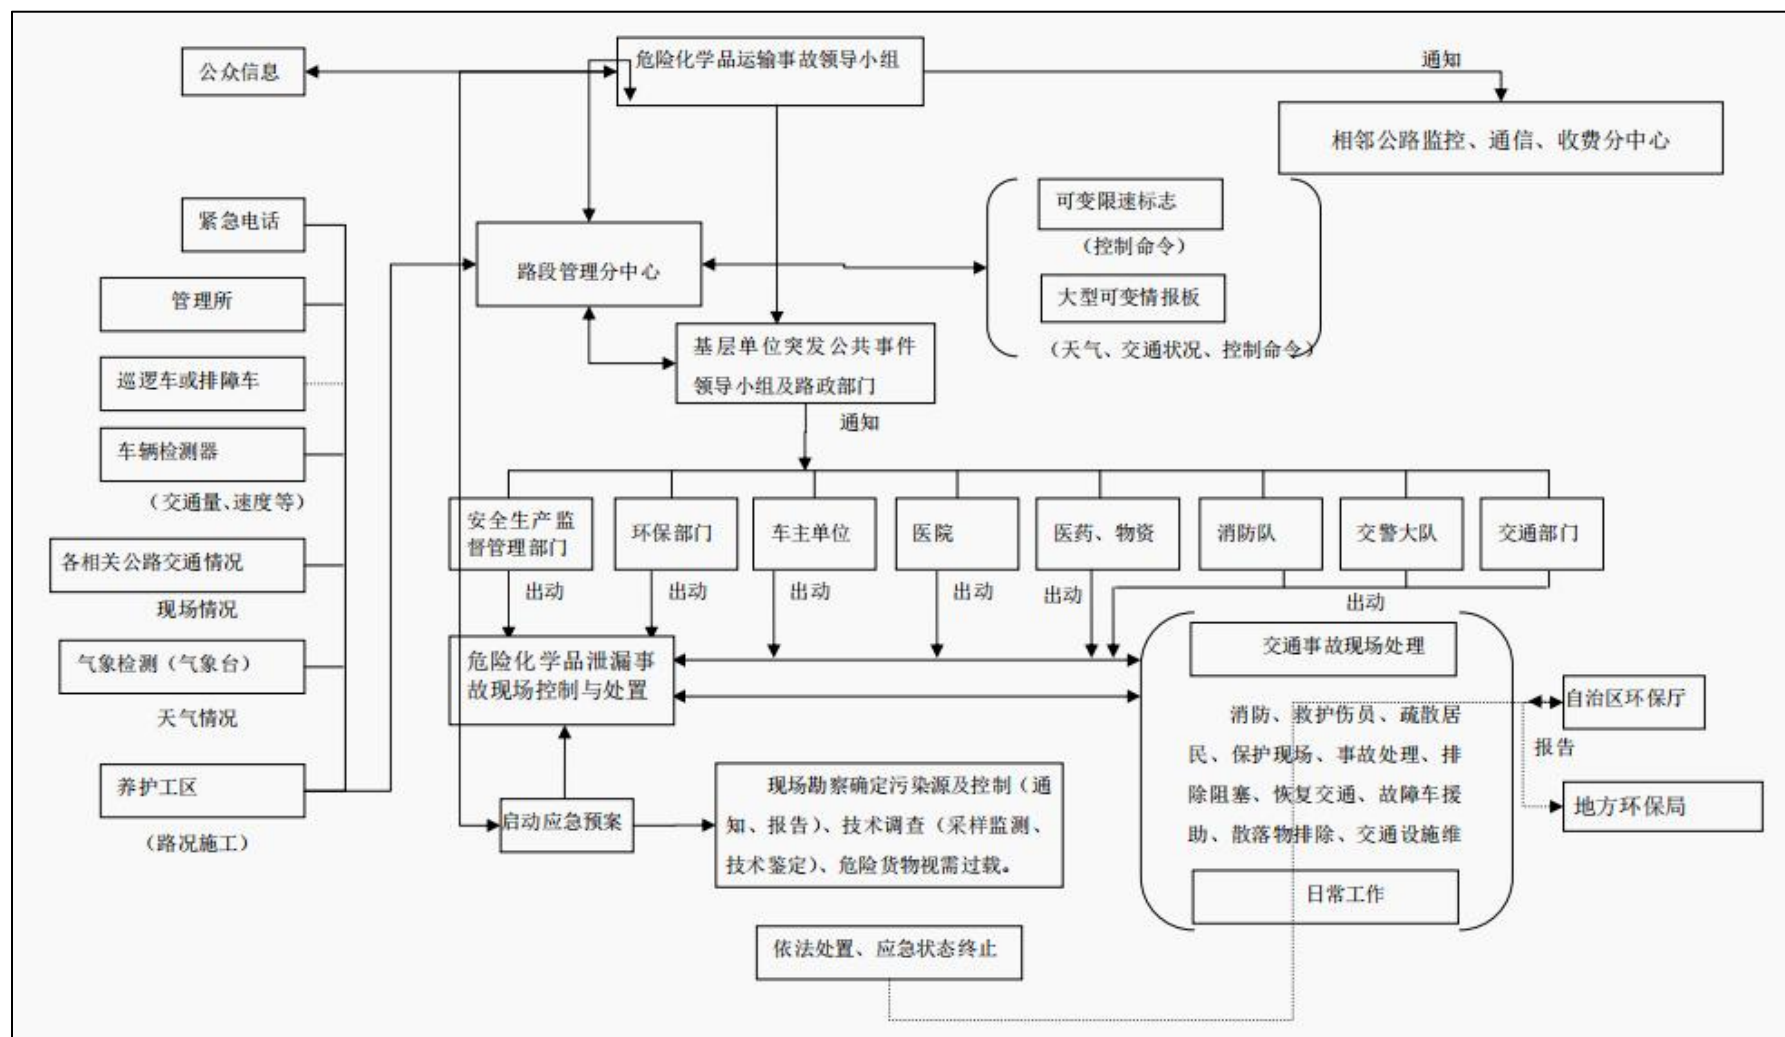 危险化学品运输事故领导小组
通知
公众信息
相邻公路监控、通信、收费分中心
可变限速标志
（控制命令）
大型可变情报板
（天气、交通状况、控制命令）
紧急电话
路段管理分中心
管理所
基层单位突发公共事件
领导小组及路政部门
巡逻车或排障车
通知
车辆检测器
（交通量、速度等）
安全生产监
督管理部门
环保部门
车主单位
医院
医药、物资
消防队
交警大队
交通部门
各相关公路交通情况
现场情况
出动
出动
出动
出动
出动
出动
气象检测（气象台）
天气情况
危险化学品泄漏事
故现场控制与处置
交通事故现场处理
消防、救护伤员、疏散居
民、保护现场、事故处理、排
除阻塞、恢复交通、故障车援
助、散落物排除、交通设施维
日常工作
自治区环保厅
报告
地方环保局
养护工区
（路况施工）
启动应急预案
现场勘察确定污染源及控制（通
知、报告）、技术调查（采样监测、
技术鉴定）、危险货物视需过载。
依法处置、应急状态终止